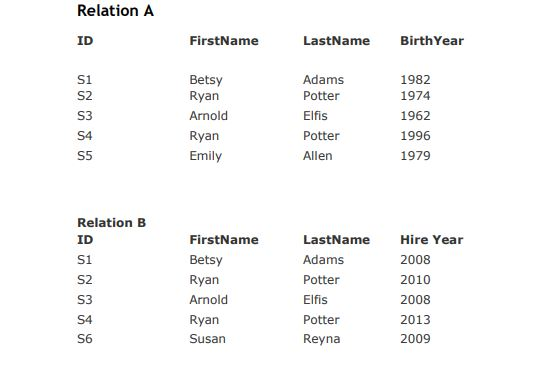 Relation A
ID FirstName LastName BirthYear
S1 Betsy Adams 1982
S2 Ryan Potter 1974
S3 Arnold Elfis 1962
S4 Ryan Potter 1996
S5 Emily Allen 1979
Relation B
ID FirstName LastName Hire Year
S1 Betsy Adams 2008
S2 Ryan Potter 2010
S3 Arnold Elfis 2008
S4 Ryan Potter 2013
S6 Susan Reyna 2009